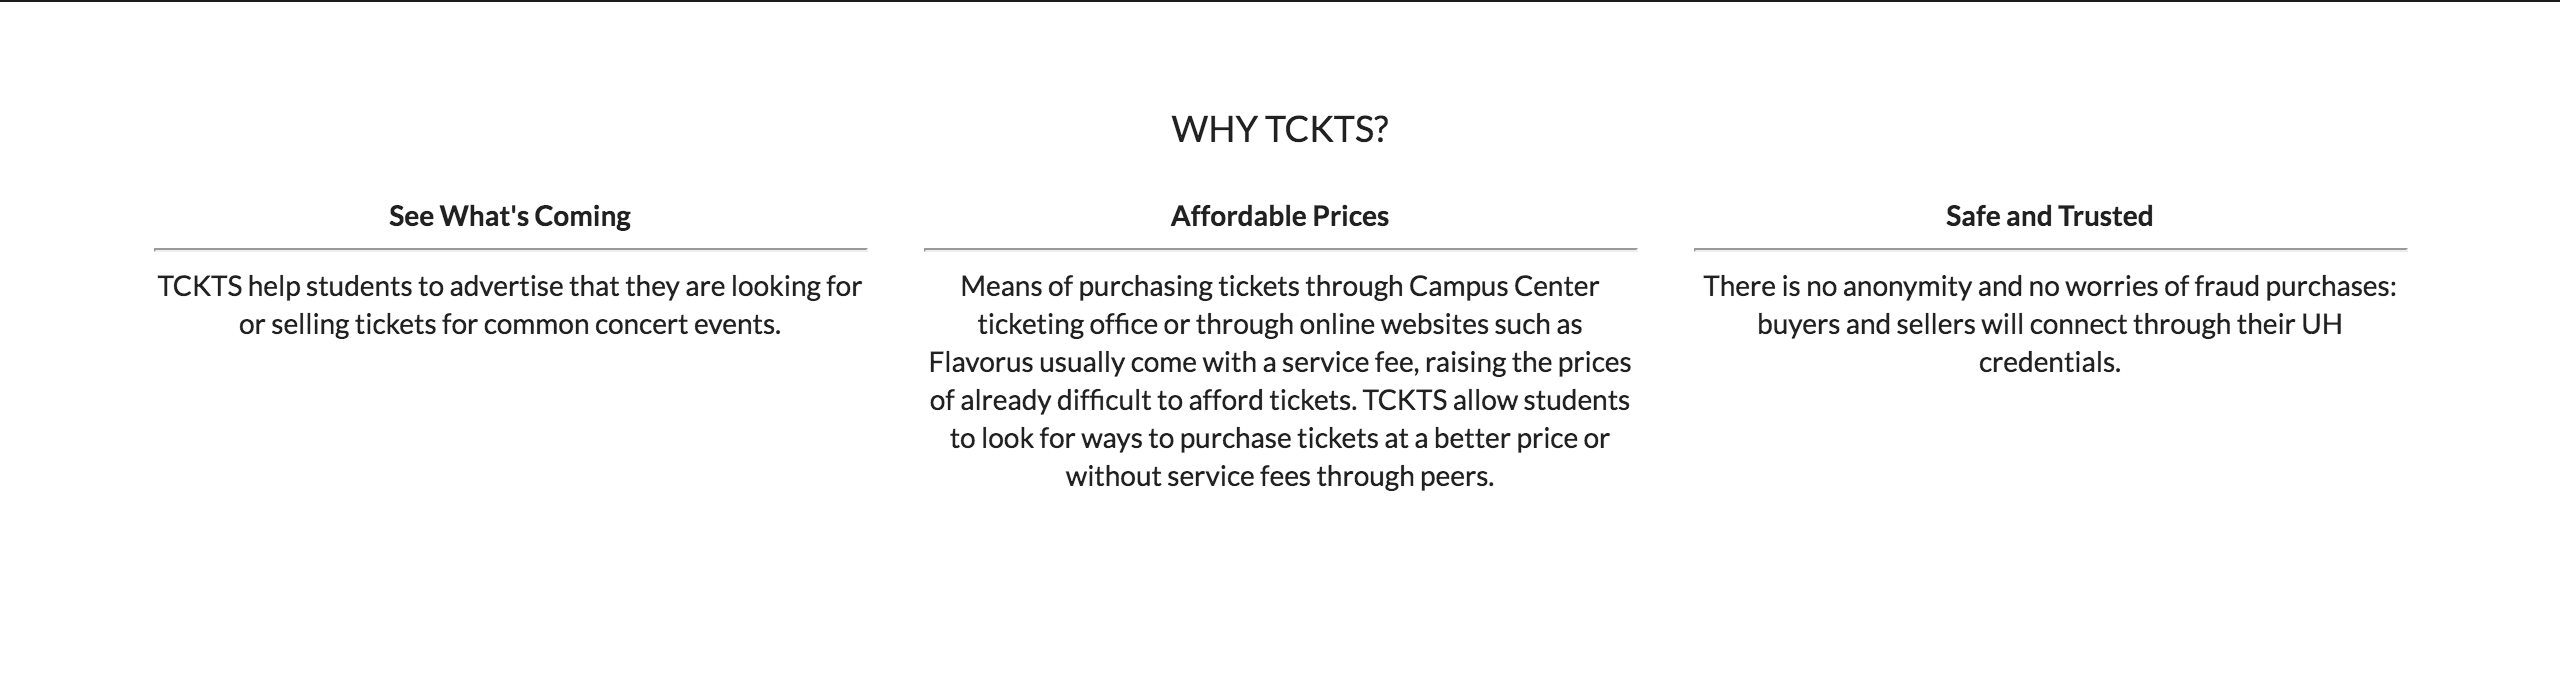 WHY TCKTS?
See What's Coming
TCKTS help students to advertise that they are looking for
or selling tickets for common concert events.
Affordable Prices
Means of purchasing tickets through Campus Center
ticketing office or through online websites such as
Flavorus usually come with a service fee, raising the prices
of already difficult to afford tickets. TCKTS allow students
to look for ways to purchase tickets at a better price or
without service fees through peers.
Safe and Trusted
There is no anonymity and no worries of fraud purchases:
buyers and sellers will connect through their UH
credentials.